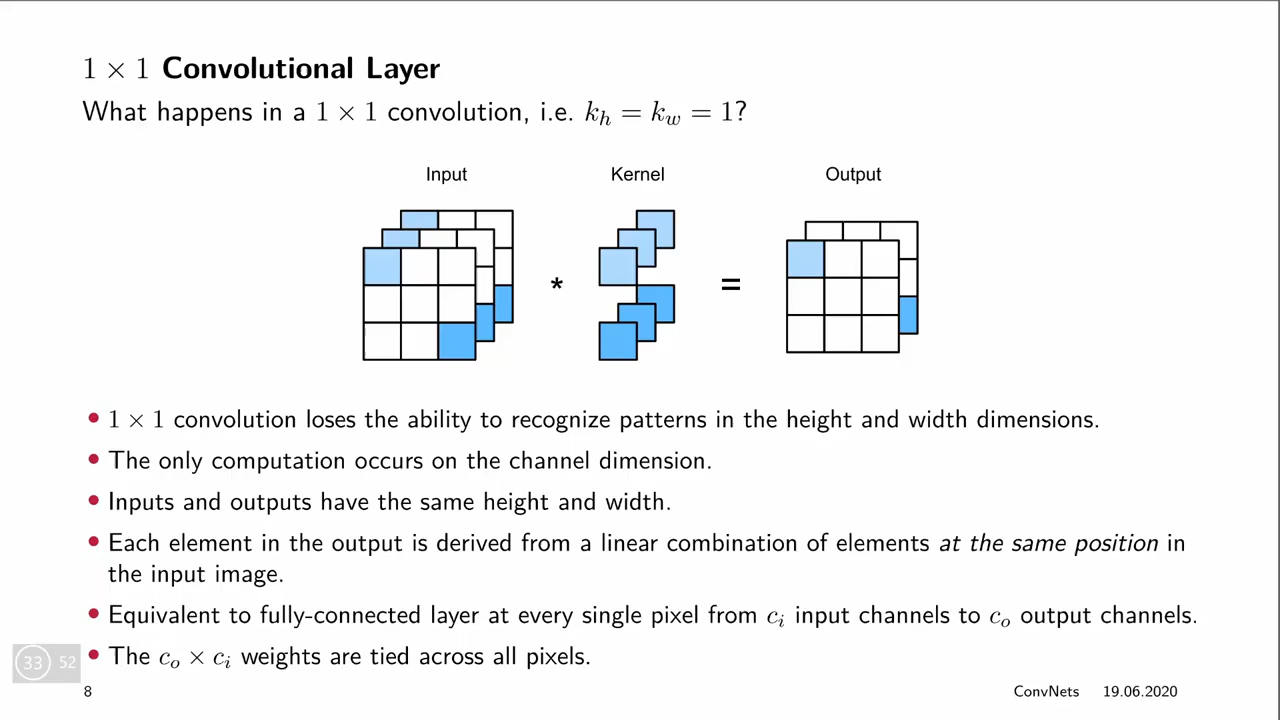 1 × 1 Convolutional Layer
What happens in a 1 × 1 convolution, i.e. k_h = k_w = 1?
Input Kernel Output
* =
• 1 × 1 convolution loses the ability to recognize patterns in the height and width dimensions.
• The only computation occurs on the channel dimension.
• Inputs and outputs have the same height and width.
• Each element in the output is derived from a linear combination of elements at the same position in
the input image.
• Equivalent to fully-connected layer at every single pixel from c_i input channels to c_o output channels.
• The c_o × c_i weights are tied across all pixels.
33 52
8 ConvNets 19.06.2020